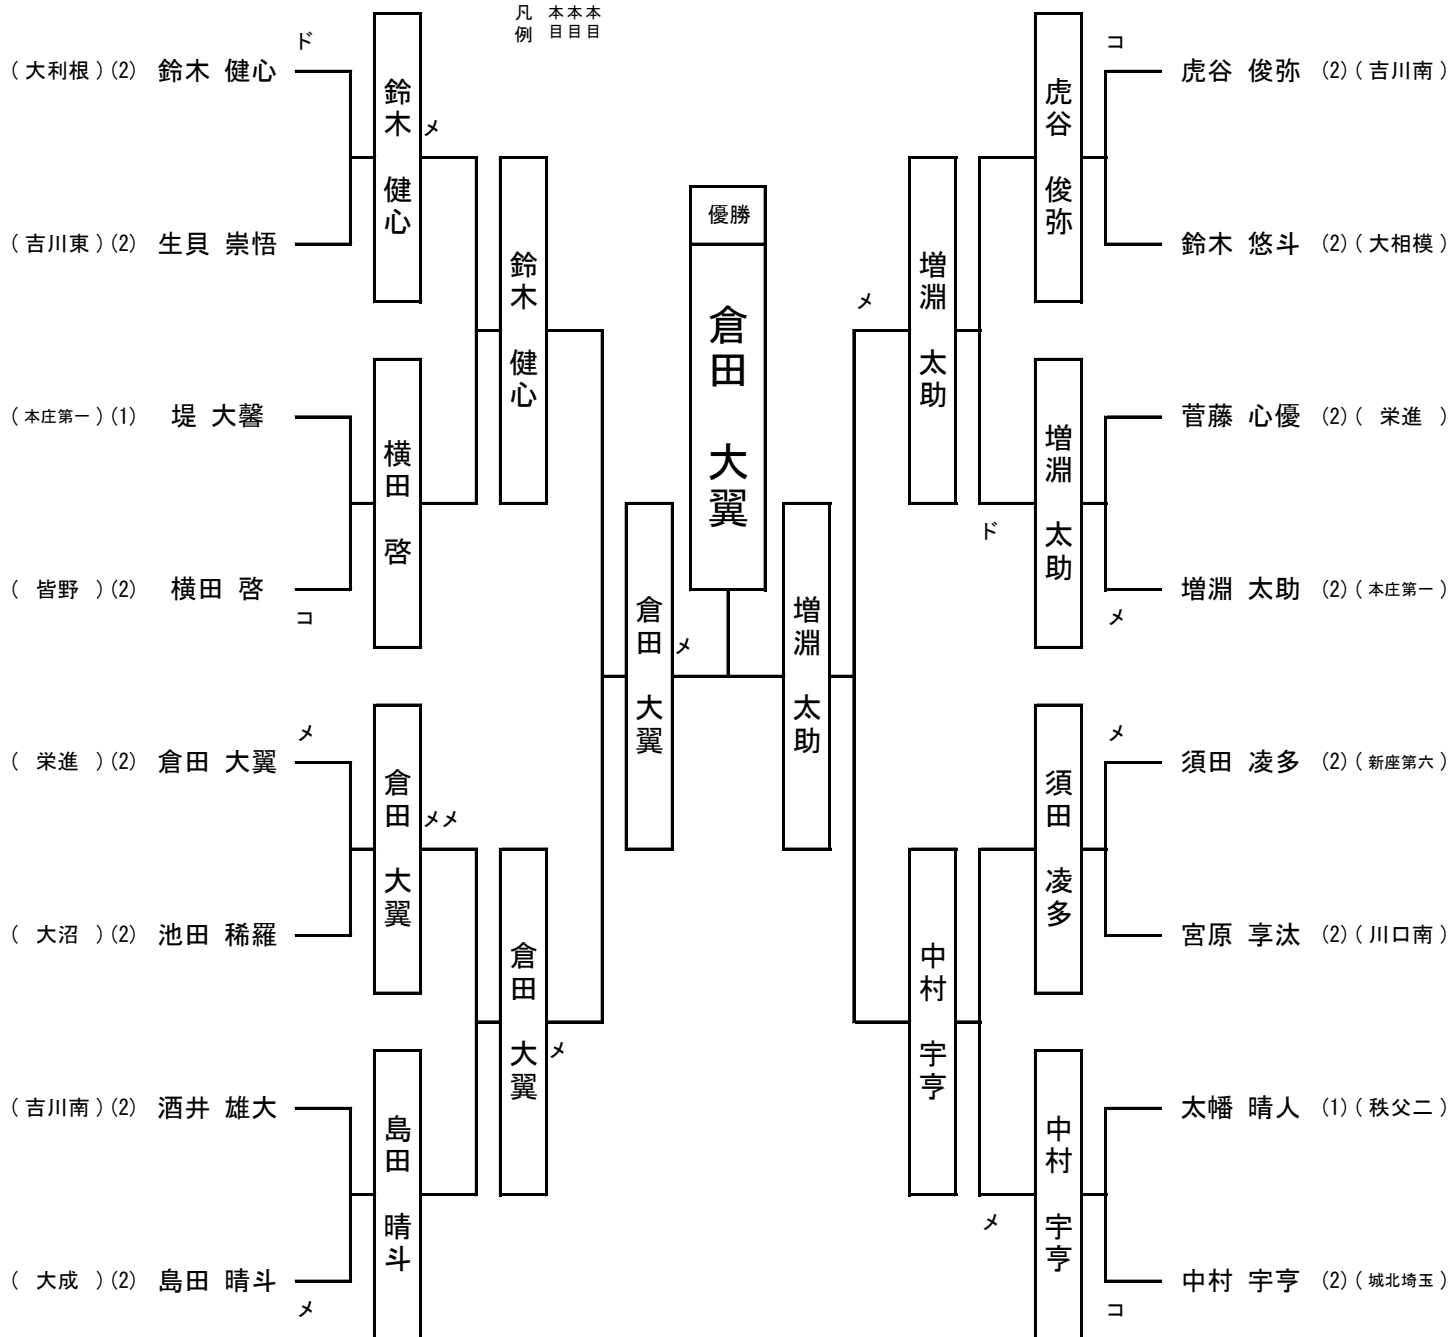 凡例 本目 本目 本目
ド
(大利根)(2) 鈴木 健心
(吉川東)(2) 生貝 崇悟
(本庄第一)(1) 堤 大馨
(皆野)(2) 横田 啓
コ
メ
(栄進)(2) 倉田 大翼
(大沼)(2) 池田 稀羅
(吉川南)(2) 酒井 雄大
(大成)(2) 島田 晴斗
メ
鈴木 健心
メ
横田 啓
倉田 大翼
メメ
島田 晴斗
鈴木 健心
倉田 大翼
メ
倉田 大翼
メ
優勝
倉田 大翼
増淵 太助
メ
増淵 太助
中村 宇亨
虎谷 俊弥
ド
増淵 太助
須田 凌多
メ
中村 宇亨
コ
虎谷 俊弥 (2)(吉川南)
鈴木 悠斗 (2)(大相模)
菅藤 心優 (2)(栄進)
増淵 太助 (2)(本庄第一)
メ
メ
須田 凌多 (2)(新座第六)
宮原 享汰 (2)(川口南)
太幡 晴人 (1)(秩父二)
中村 宇亨 (2)(城北埼玉)
コ